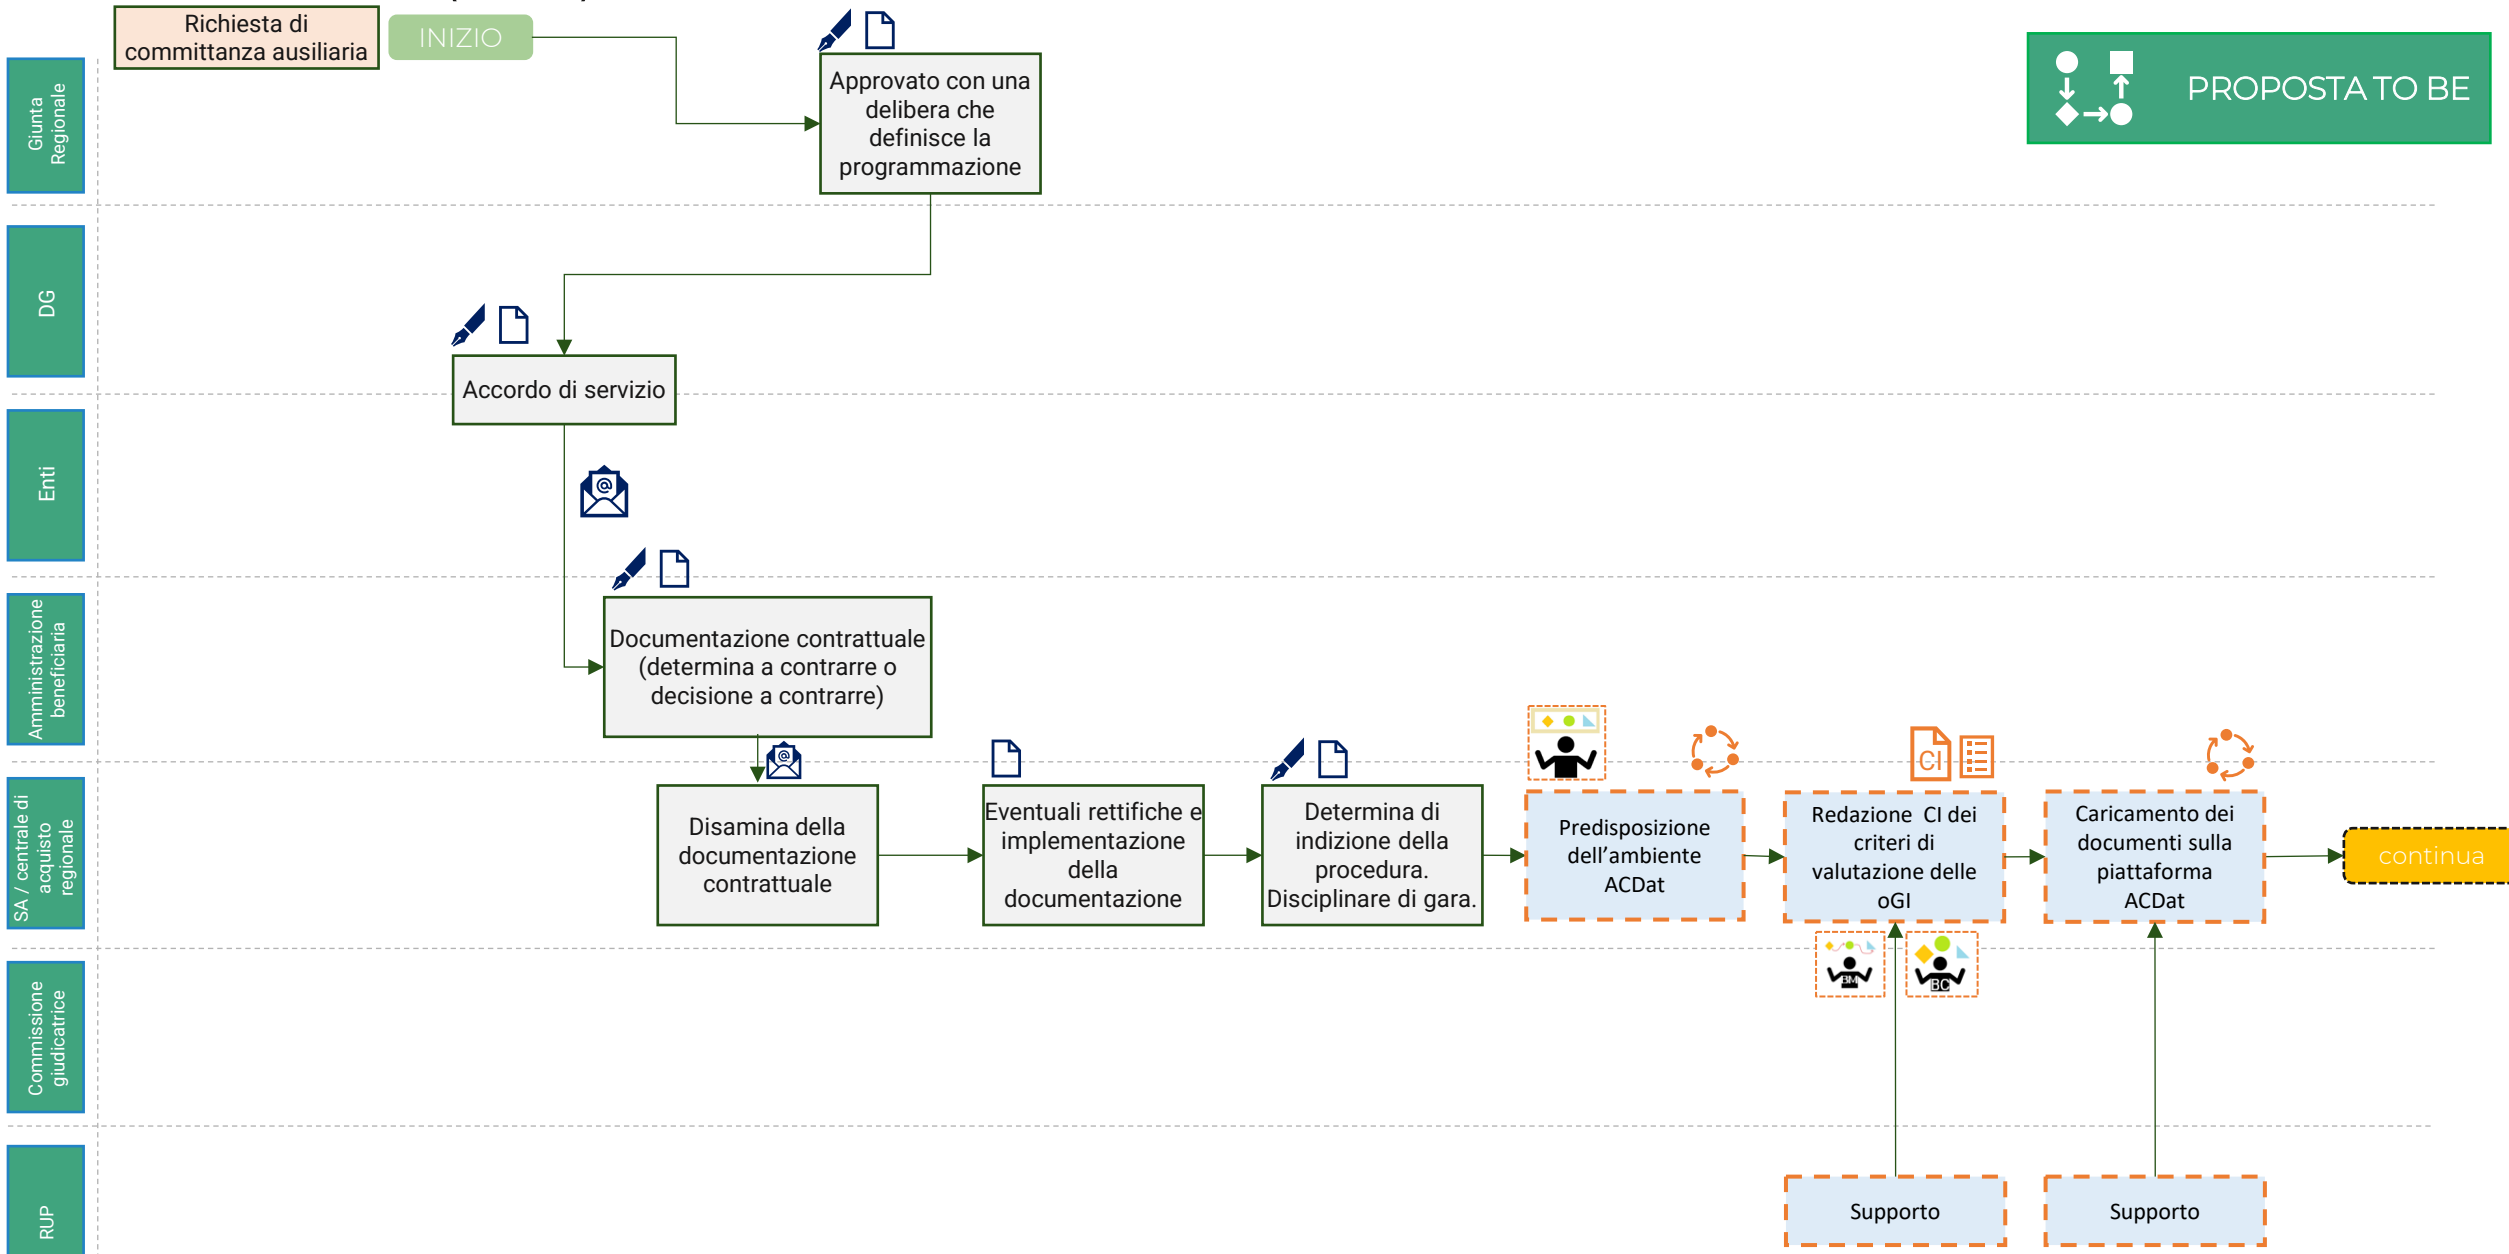 Richiesta di
committanza ausiliaria
INIZIO
Approvato con una
delibera che
definisce la
programmazione
PROPOSTA TO BE
Giunta
Regionale
DG
Accordo di servizio
Enti
@
Amministrazione
beneficiaria
Documentazione contrattuale
(determina a contrarre o
decisione a contrarre)
@
CI
SA / centrale di
acquisto
regionale
Disamina della
documentazione
contrattuale
Eventuali rettifiche e
implementazione
della
documentazione
Determina di
indizione della
procedura.
Disciplinare di gara.
Predisposizione
dell’ambiente
ACDat
Redazione  CI dei
criteri di
valutazione delle
oGI
Caricamento dei
documenti sulla
piattaforma
ACDat
continua
BM
BC
Commissione
giudicatrice
RUP
Supporto
Supporto